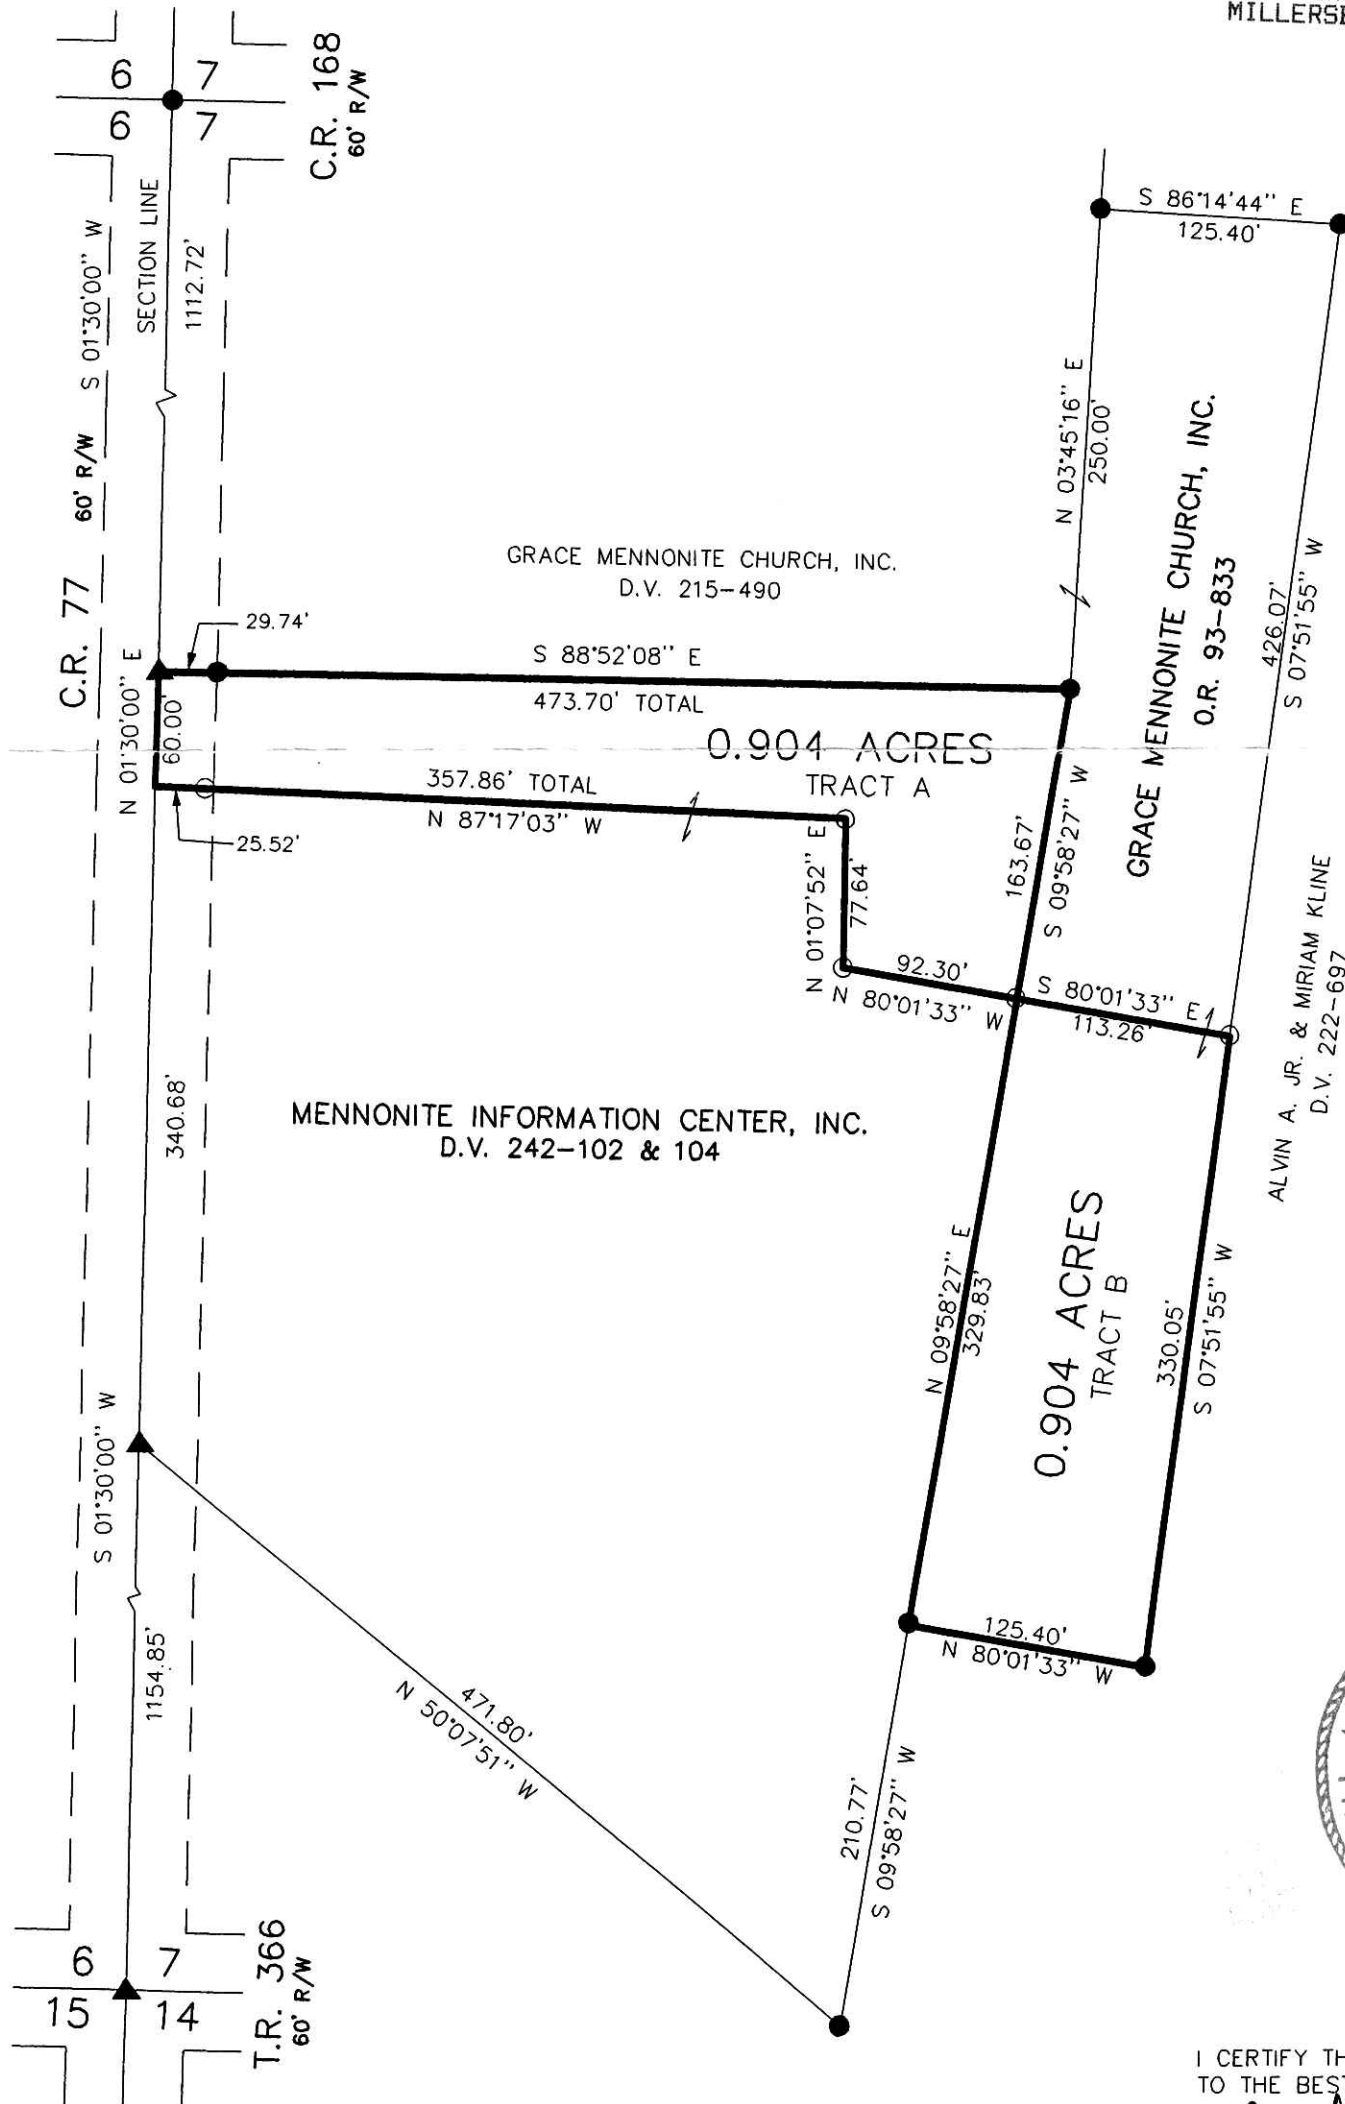 MILLERSB
6 7
6 7
C.R. 168
60' R/W
S 86°14'44" E
125.40'
SECTION LINE
1112.72'
S 01°30'00" W
60' R/W
C.R. 77
N 03°45'16" E
250.00'
GRACE MENNONITE CHURCH, INC.
O.R. 93-833
426.07'
S 07°51'55" W
GRACE MENNONITE CHURCH, INC.
D.V. 215-490
29.74'
S 88°52'08" E
473.70' TOTAL
N 01°30'00" E
60.00'
0.904 ACRES
TRACT A
357.86' TOTAL
N 87°17'03" W
25.52'
163.67'
S 09°58'27" W
N 01°07'52" E
77.64'
92.30'
N 80°01'33" W
S 80°01'33" E
113.26'
ALVIN A. JR. & MIRIAM KLINE
D.V. 222-697
340.68'
MENNONITE INFORMATION CENTER, INC.
D.V. 242-102 & 104
N 09°58'27" E
329.83'
0.904 ACRES
TRACT B
330.05'
S 07°51'55" W
S 01°30'00" W
1154.85'
125.40'
N 80°01'33" W
471.80'
N 50°07'51" W
210.77'
S 09°58'27" W
6 7
15 14
T.R. 366
60' R/W
I CERTIFY TH
TO THE BEST